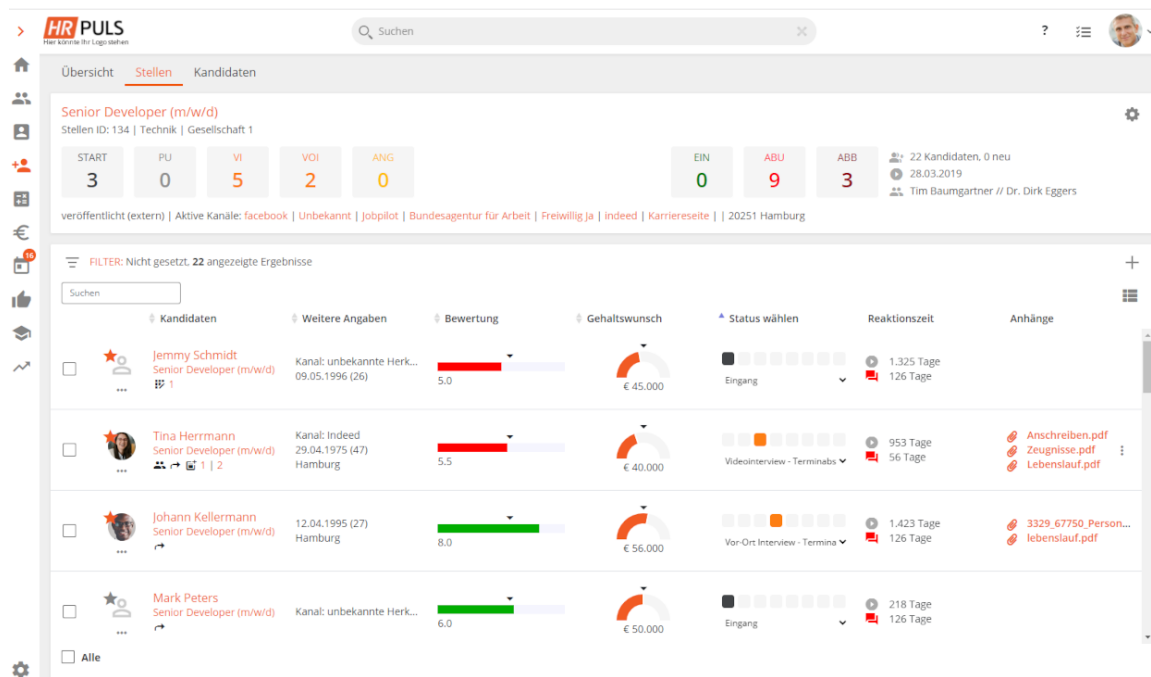 HR PULS
Hier könnte Ihr Logo stehen
Suchen
?
Übersicht Stellen Kandidaten
Senior Developer (m/w/d)
Stellen ID: 134 | Technik | Gesellschaft 1
START PU VI VOI ANG EIN ABU ABB
3 0 5 2 0 0 9 3
22 Kandidaten, 0 neu
28.03.2019
Tim Baumgartner // Dr. Dirk Eggers
veröffentlicht (extern) | Aktive Kanäle: facebook | Unbekannt | Jobpilot | Bundesagentur für Arbeit | Freiwillig Ja | indeed | Karriereseite | | 20251 Hamburg
16
FILTER: Nicht gesetzt, 22 angezeigte Ergebnisse
Suchen
Kandidaten Weitere Angaben Bewertung Gehaltswunsch Status wählen Reaktionszeit Anhänge
Jemmy Schmidt
Senior Developer (m/w/d)
1
Kanal: unbekannte Herk...
09.05.1996 (26)
5.0
€ 45.000
Eingang
1.325 Tage
126 Tage
Tina Herrmann
Senior Developer (m/w/d)
1 | 2
Kanal: Indeed
29.04.1975 (47)
Hamburg
5.5
€ 40.000
Videointerview - Terminabs
953 Tage
56 Tage
Anschreiben.pdf
Zeugnisse.pdf
Lebenslauf.pdf
Johann Kellermann
Senior Developer (m/w/d)
12.04.1995 (27)
Hamburg
8.0
€ 56.000
Vor-Ort Interview - Termina
1.423 Tage
126 Tage
3329_67750_Person...
lebenslauf.pdf
Mark Peters
Senior Developer (m/w/d)
Kanal: unbekannte Herk...
6.0
€ 50.000
Eingang
218 Tage
126 Tage
Alle